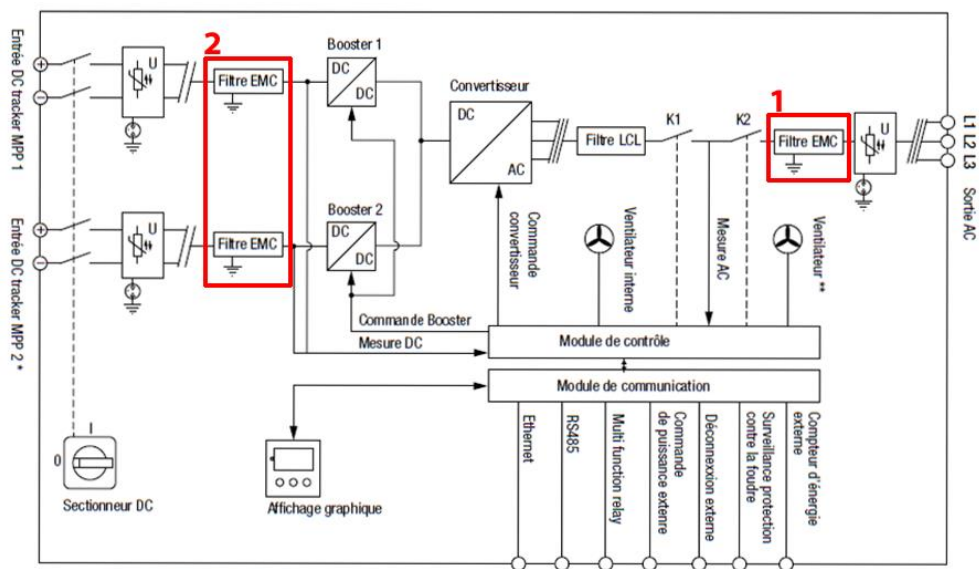 Entrée DC tracker MPP 1
Entrée DC tracker MPP 2 *
+
−
U
2
Filtre EMC
Booster 1
DC
DC
Convertisseur
DC
AC
Filtre LCL
K1
K2
1
Filtre EMC
U
L1
L2
L3
Sortie AC
+
−
U
Filtre EMC
Booster 2
DC
DC
Commande
convertisseur
Ventilateur interne
Mesure AC
Ventilateur **
Commande Booster
Mesure DC
Module de contrôle
Module de communication
I
0
Sectionneur DC
Affichage graphique
Ethernet
RS485
Multi function relay
Commande
de puissance extenre
Déconnexxion externe
Surveillance protection
contre la foudre
Compteur d'énergie
externe